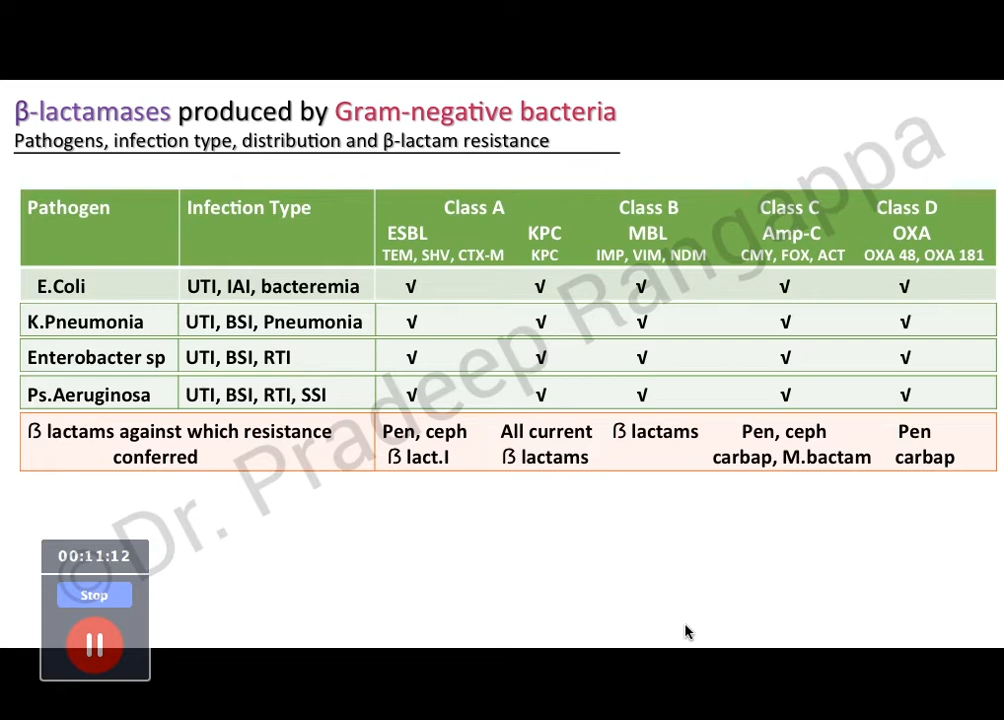 β-lactamases produced by Gram-negative bacteria
Pathogens, infection type, distribution and β-lactam resistance
Pathogen Infection Type Class A Class B Class C Class D
ESBL KPC MBL Amp-C OXA
TEM, SHV, CTX-M KPC IMP, VIM, NDM CMY, FOX, ACT OXA 48, OXA 181
E.Coli UTI, IAI, bacteremia √ √ √ √ √
K.Pneumonia UTI, BSI, Pneumonia √ √ √ √ √
Enterobacter sp UTI, BSI, RTI √ √ √ √ √
Ps.Aeruginosa UTI, BSI, RTI, SSI √ √ √ √ √
ẞ lactams against which resistance Pen, ceph All current ẞ lactams Pen, ceph Pen
conferred ẞ lact.I ẞ lactams carbap, M.bactam carbap
©Dr. Pradeep Rangappa
00:11:12
Stop